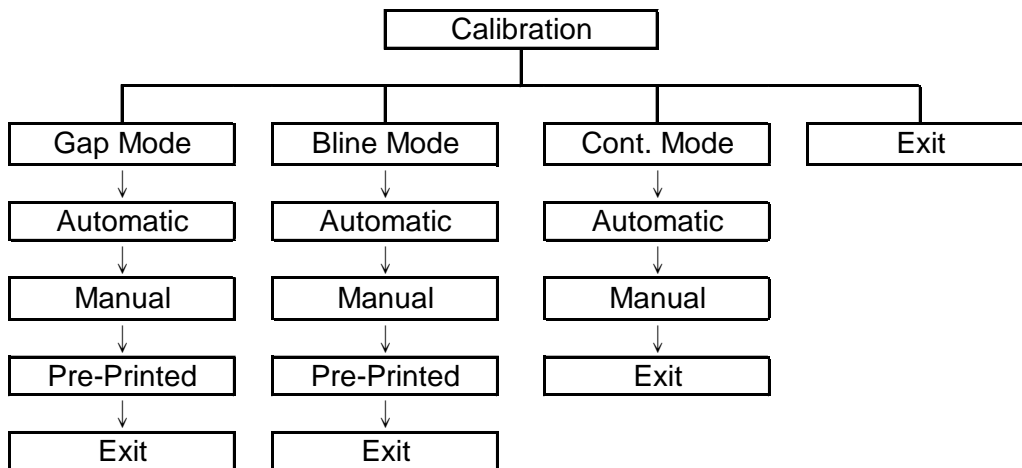 Calibration
Gap Mode
Bline Mode
Cont. Mode
Exit
Automatic
Automatic
Automatic
Manual
Manual
Manual
Pre-Printed
Pre-Printed
Exit
Exit
Exit